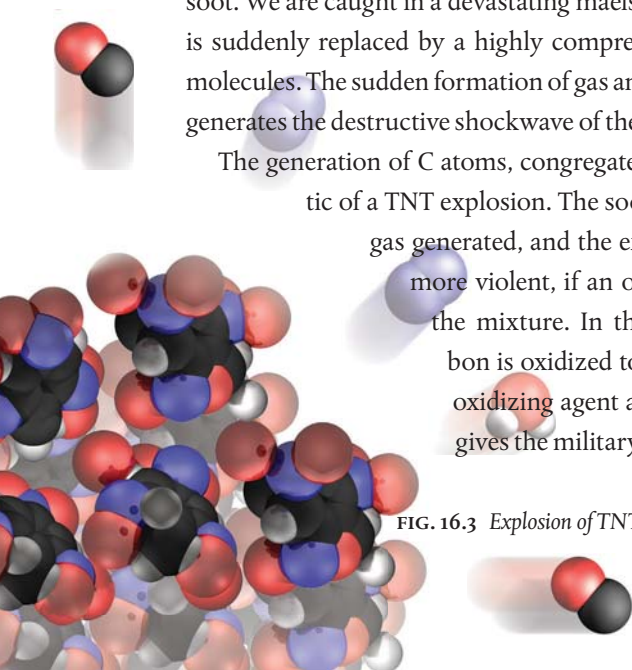 soot. We are caught in a devastating maels
is suddenly replaced by a highly compre
molecules. The sudden formation of gas an
generates the destructive shockwave of the
The generation of C atoms, congregate
tic of a TNT explosion. The soo
gas generated, and the ex
more violent, if an o
the mixture. In th
bon is oxidized to
oxidizing agent a
gives the military
FIG. 16.3 Explosion of TNT